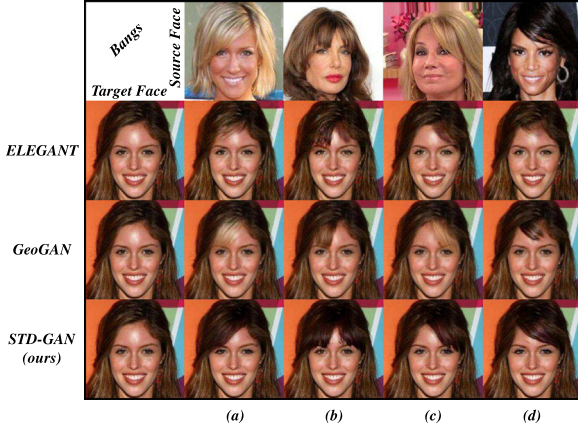 Bangs
Source Face
Target Face
ELEGANT
GeoGAN
STD-GAN
(ours)
(a) (b) (c) (d)